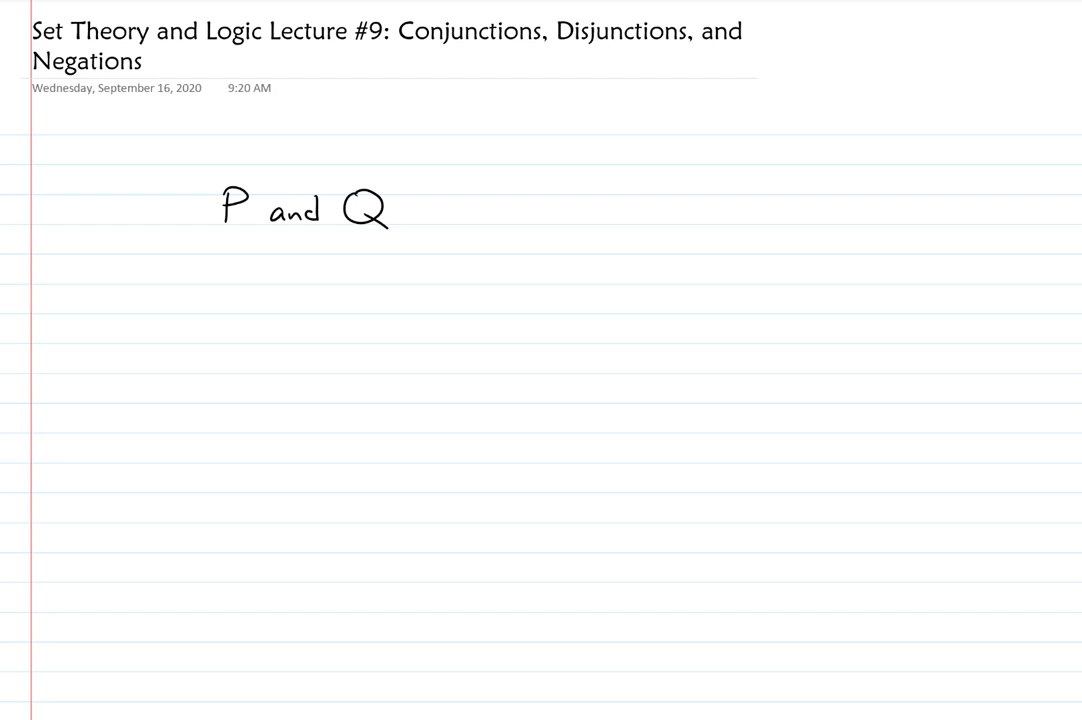 Set Theory and Logic Lecture #9: Conjunctions, Disjunctions, and
Negations
Wednesday, September 16, 2020 9:20 AM
P and Q